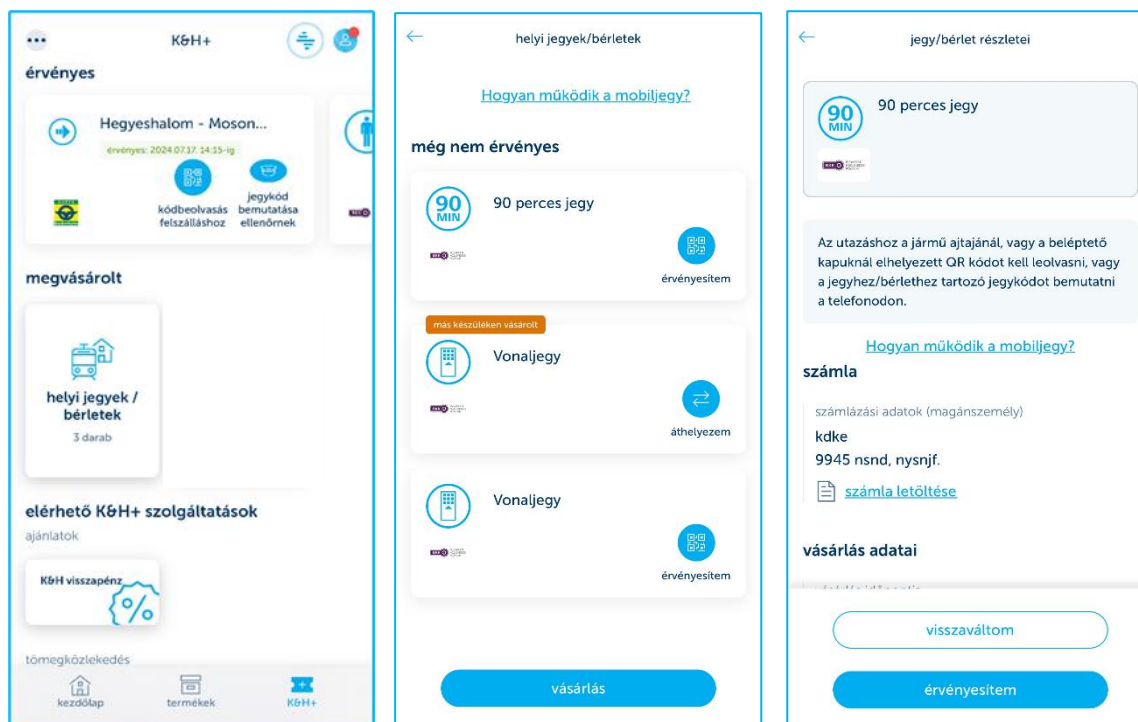 K&H+
érvényes
Hegyeshalom - Moson...
érvényes: 2024.07.17. 14:15-ig
kódbeolvasás
felszálláshoz
jegykód
bemutatása
ellenőrnek
megvásárolt
helyi jegyek /
bérletek
3 darab
elérhető K&H+ szolgáltatások
ajánlatok
K&H visszapénz
tömegközlekedés
kezdőlap
termékek
K&H+
helyi jegyek/bérletek
Hogyan működik a mobiljegy?
még nem érvényes
90
MIN
90 perces jegy
érvényesítem
más készüléken vásárolt
Vonaljegy
áthelyezem
Vonaljegy
érvényesítem
vásárlás
jegy/bérlet részletei
90
MIN
90 perces jegy
Az utazáshoz a jármű ajtajánál, vagy a beléptető
kapuknál elhelyezett QR kódot kell leolvasni, vagy
a jegyhez/bérlethez tartozó jegykódot bemutatni
a telefonodon.
Hogyan működik a mobiljegy?
számla
számlázási adatok (magánszemély)
kdke
9945 nsnd, nysnjf.
számla letöltése
vásárlás adatai
visszaváltom
érvényesítem